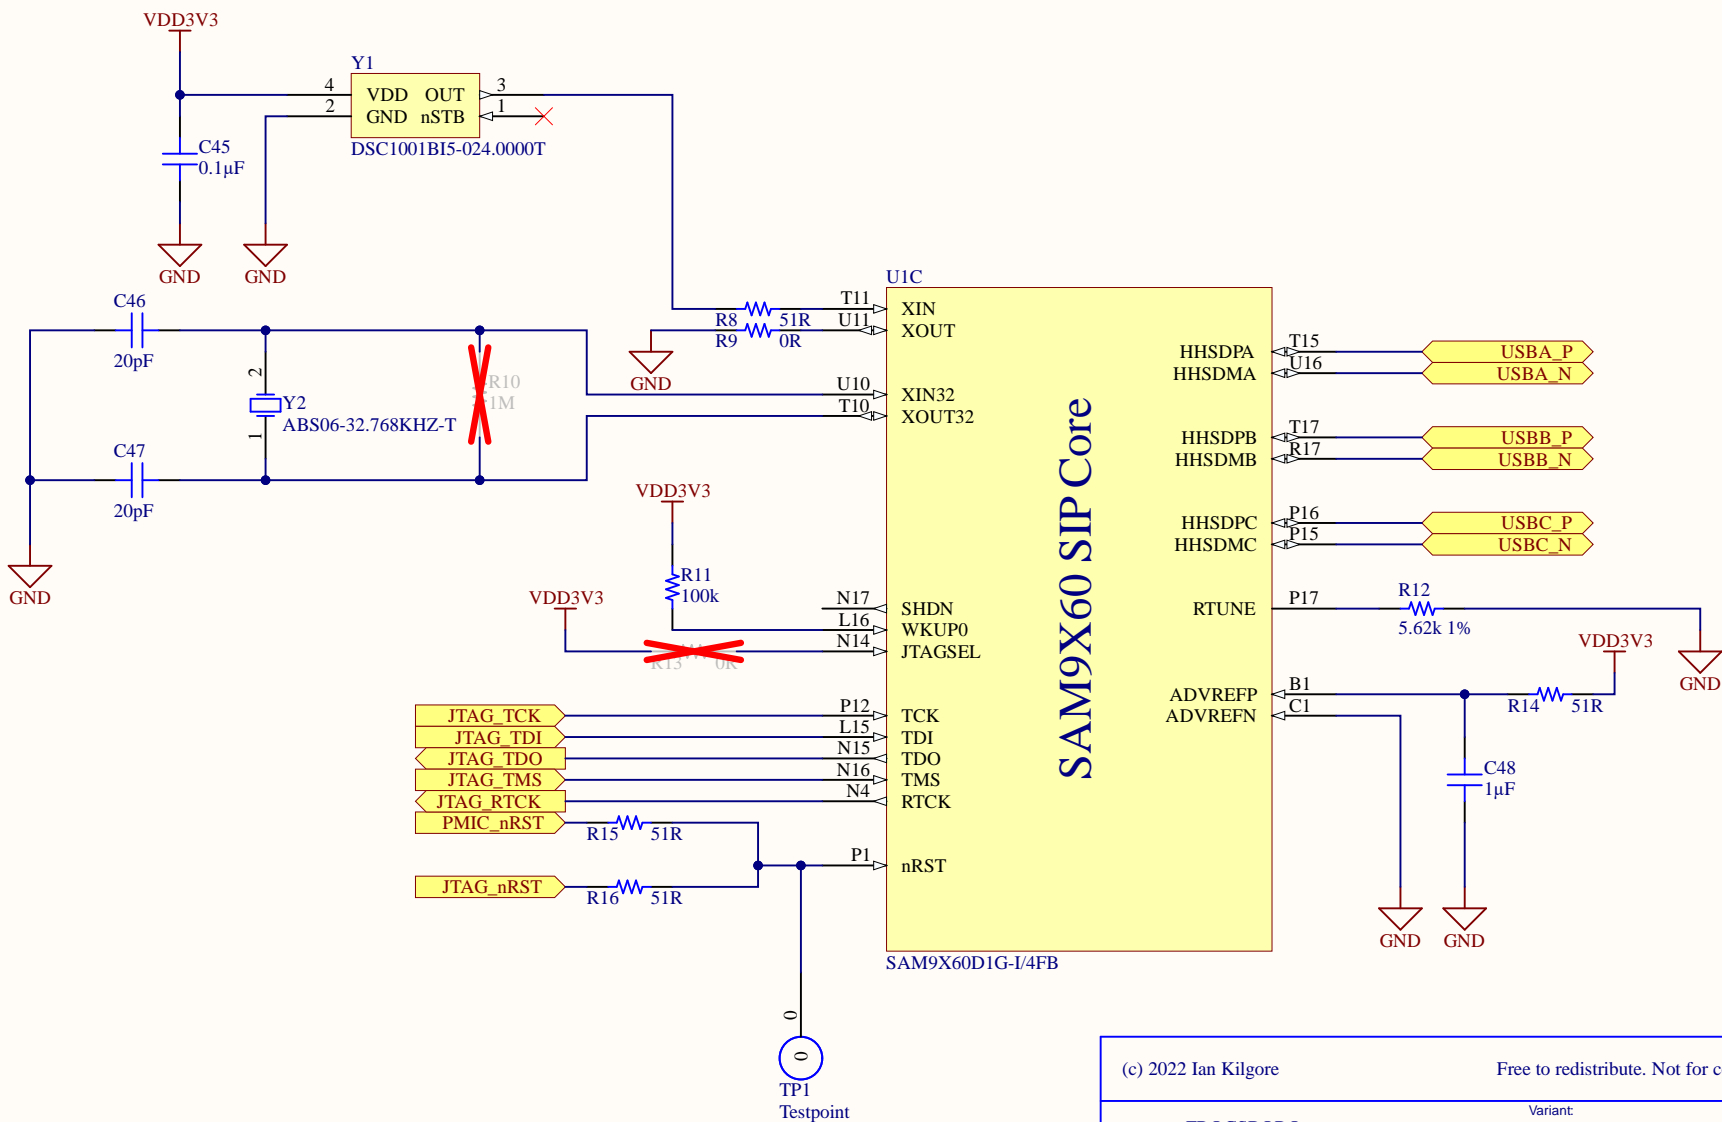 VDD3V3
Y1
4 VDD OUT 3
2 GND nSTB 1
DSC1001BI5-024.0000T
C45
0.1µF
GND
GND
C46
20pF
2
Y2
ABS06-32.768KHZ-T
1
C47
20pF
GND
R10
1M
R8 51R
R9 0R
GND
U1C
T11 XIN
U11 XOUT
U10 XIN32
T10 XOUT32
VDD3V3
R11
100k
VDD3V3
R13 0R
N17 SHDN
L16 WKUP0
N14 JTAGSEL
JTAG_TCK P12 TCK
JTAG_TDI L15 TDI
JTAG_TDO N15 TDO
JTAG_TMS N16 TMS
JTAG_RTCK N4 RTCK
PMIC_nRST R15 51R
P1 nRST
JTAG_nRST R16 51R
0
0
TP1
Testpoint
SAM9X60 SIP Core
SAM9X60D1G-I/4FB
HHSDPA T15 USBA_P
HHSDMA U16 USBA_N
HHSDPB T17 USBB_P
HHSDMB R17 USBB_N
HHSDPC P16 USBC_P
HHSDMC P15 USBC_N
RTUNE P17
R12
5.62k 1%
GND
VDD3V3
ADVREFP B1
R14 51R
ADVREFN C1
C48
1µF
GND
GND
(c) 2022 Ian Kilgore
Free to redistribute. Not for c
Variant: